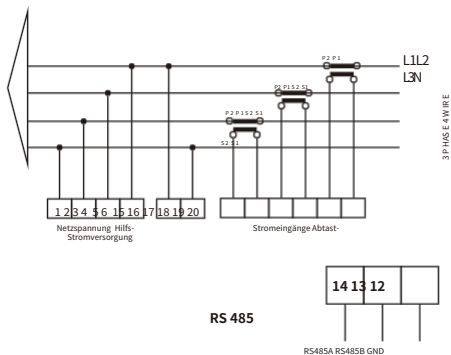 P2 P1
L1L2
L3N
P2 P1S2 S1
P2 P1S2 S1
S2 S1
3 PHASE 4 WIRE
1 2 3 4 5 6 15 16 17 18 19 20
Netzspannung Hilfs-
Stromversorgung
Stromeingänge Abtast-
14 13 12
RS 485
RS485A RS485B GND